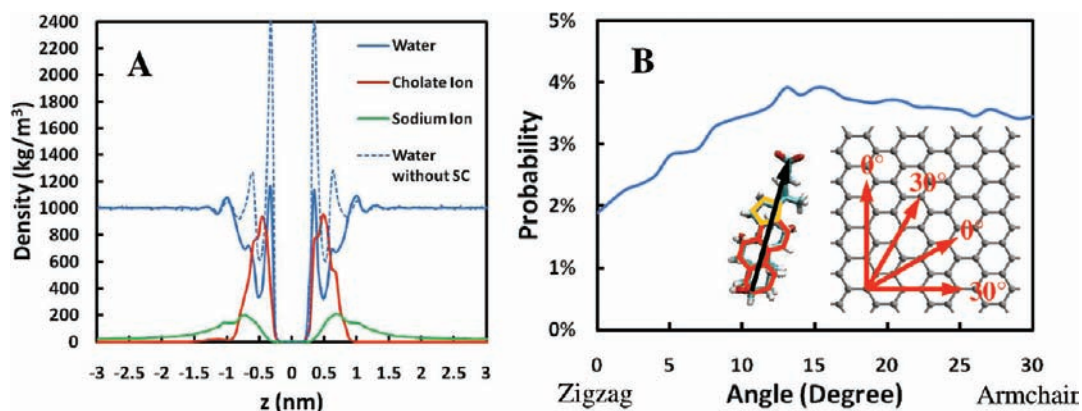 A
Density (kg/m³)
2400
2200
2000
1800
1600
1400
1200
1000
800
600
400
200
0
-3 -2.5 -2 -1.5 -1 -0.5 0 0.5 1 1.5 2 2.5 3
z (nm)
Water
Cholate Ion
Sodium Ion
Water
without SC
B
Probability
5%
4%
3%
2%
1%
0%
0°
30°
0°
30°
0 5 10 15 20 25 30
Zigzag Angle (Degree) Armchair